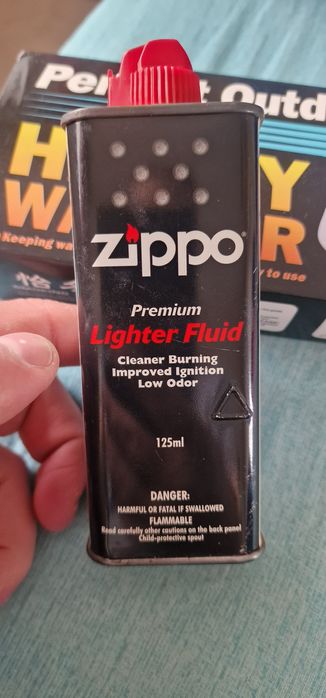 Outd
Keeping wa
to use
zippo
Premium
Lighter Fluid
Cleaner Burning
Improved Ignition
Low Odor
125ml
DANGER:
HARMFUL OR FATAL IF SWALLOWED
FLAMMABLE
Read carefully other cautions on the back panel
Child-protective spout